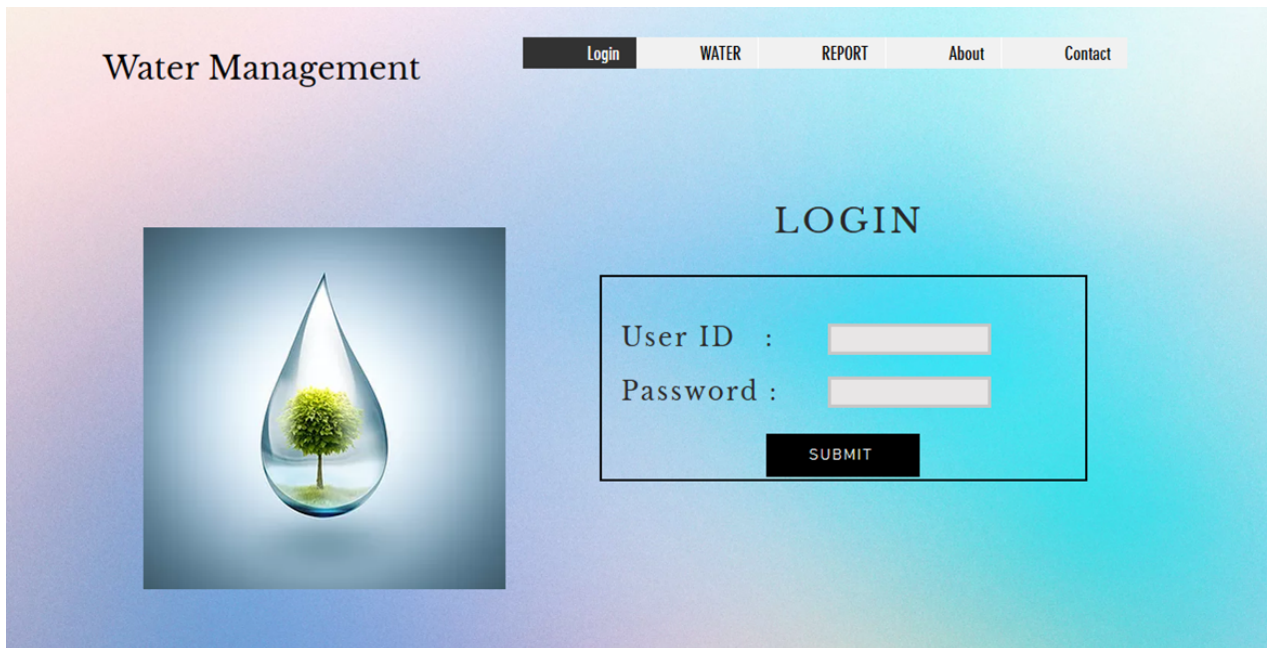 Water Management
Login WATER REPORT About Contact
LOGIN
User ID :
Password :
SUBMIT